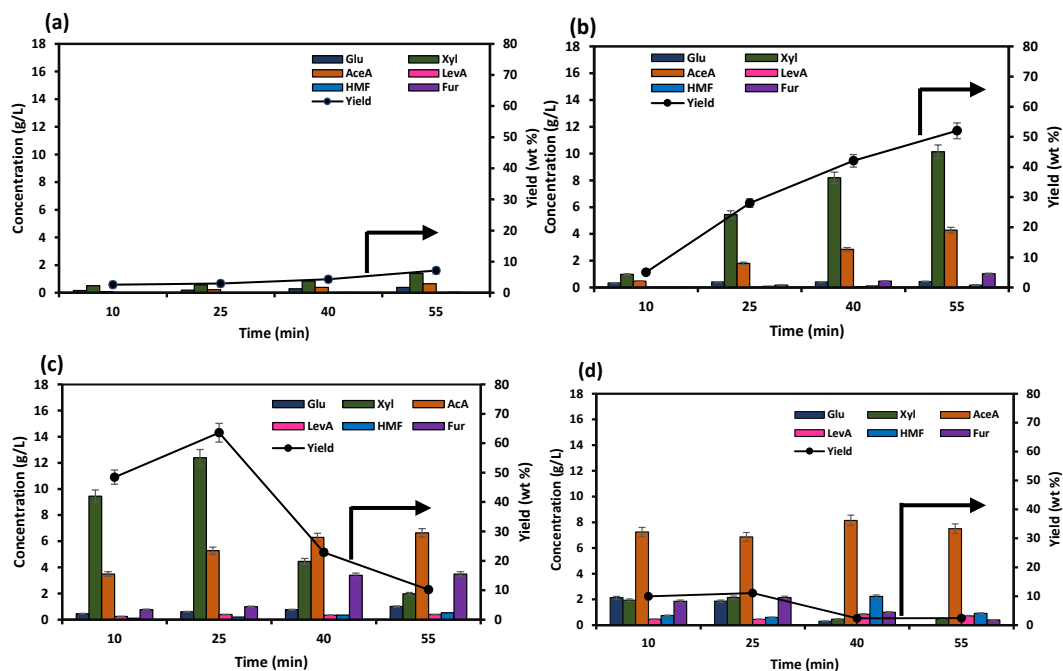 (a)
18
16
14
12
10
8
6
4
2
0
Concentration (g/L)
Glu Xyl
AceA LevA
HMF Fur
Yield
80
70
60
50
40
30
20
10
0
Yield (wt %)
10 25 40 55
Time (min)
(b)
18
16
14
12
10
8
6
4
2
0
Concentration (g/L)
Glu Xyl
AceA LevA
HMF Fur
Yield
80
70
60
50
40
30
20
10
0
Yield (wt %)
10 25 40 55
Time (min)
(c)
18
16
14
12
10
8
6
4
2
0
Concentration (g/L)
Glu Xyl AcA
LevA HMF Fur
Yield
80
70
60
50
40
30
20
10
0
Yield (wt %)
10 25 40 55
Time (min)
(d)
18
16
14
12
10
8
6
4
2
0
Concentration (g/L)
Glu Xyl AceA
LevA HMF Fur
Yield
80
70
60
50
40
30
20
10
0
Yield (wt %)
10 25 40 55
Time (min)